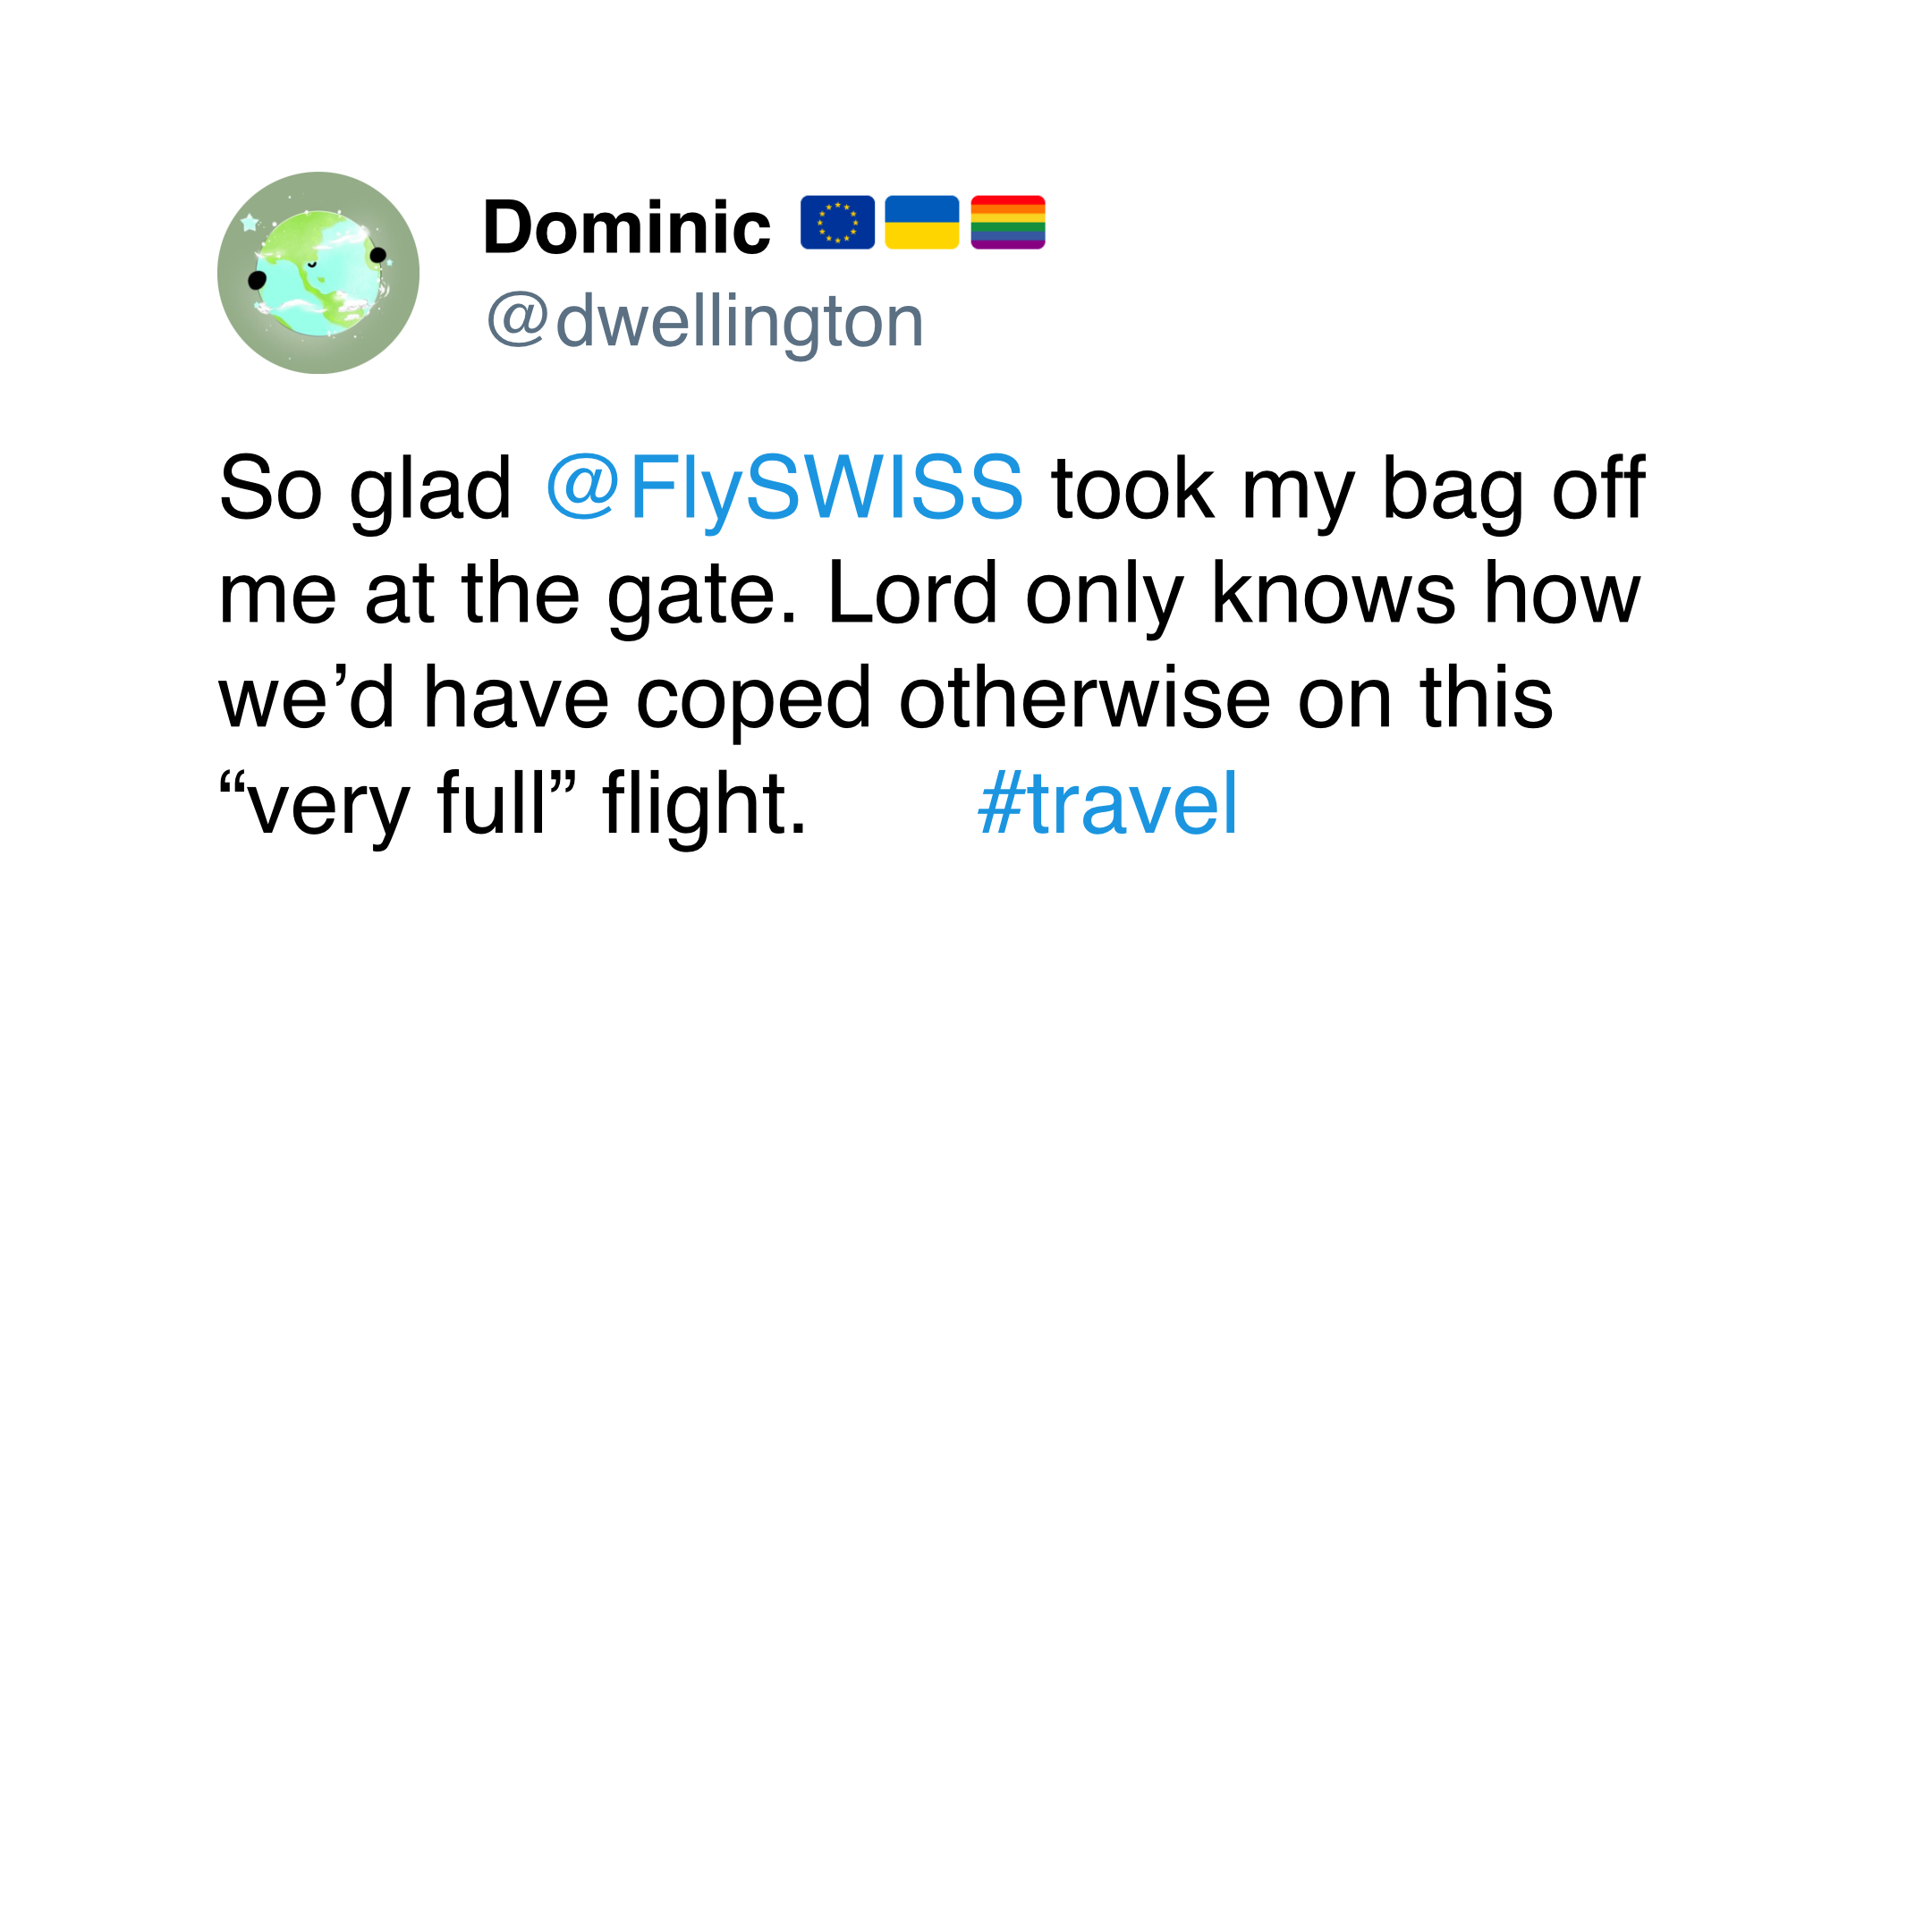 Dominic 🇪🇺🇺🇦🏳️‍🌈
@dwellington
So glad @FlySWISS took my bag off
me at the gate. Lord only knows how
we’d have coped otherwise on this
“very full” flight. #travel